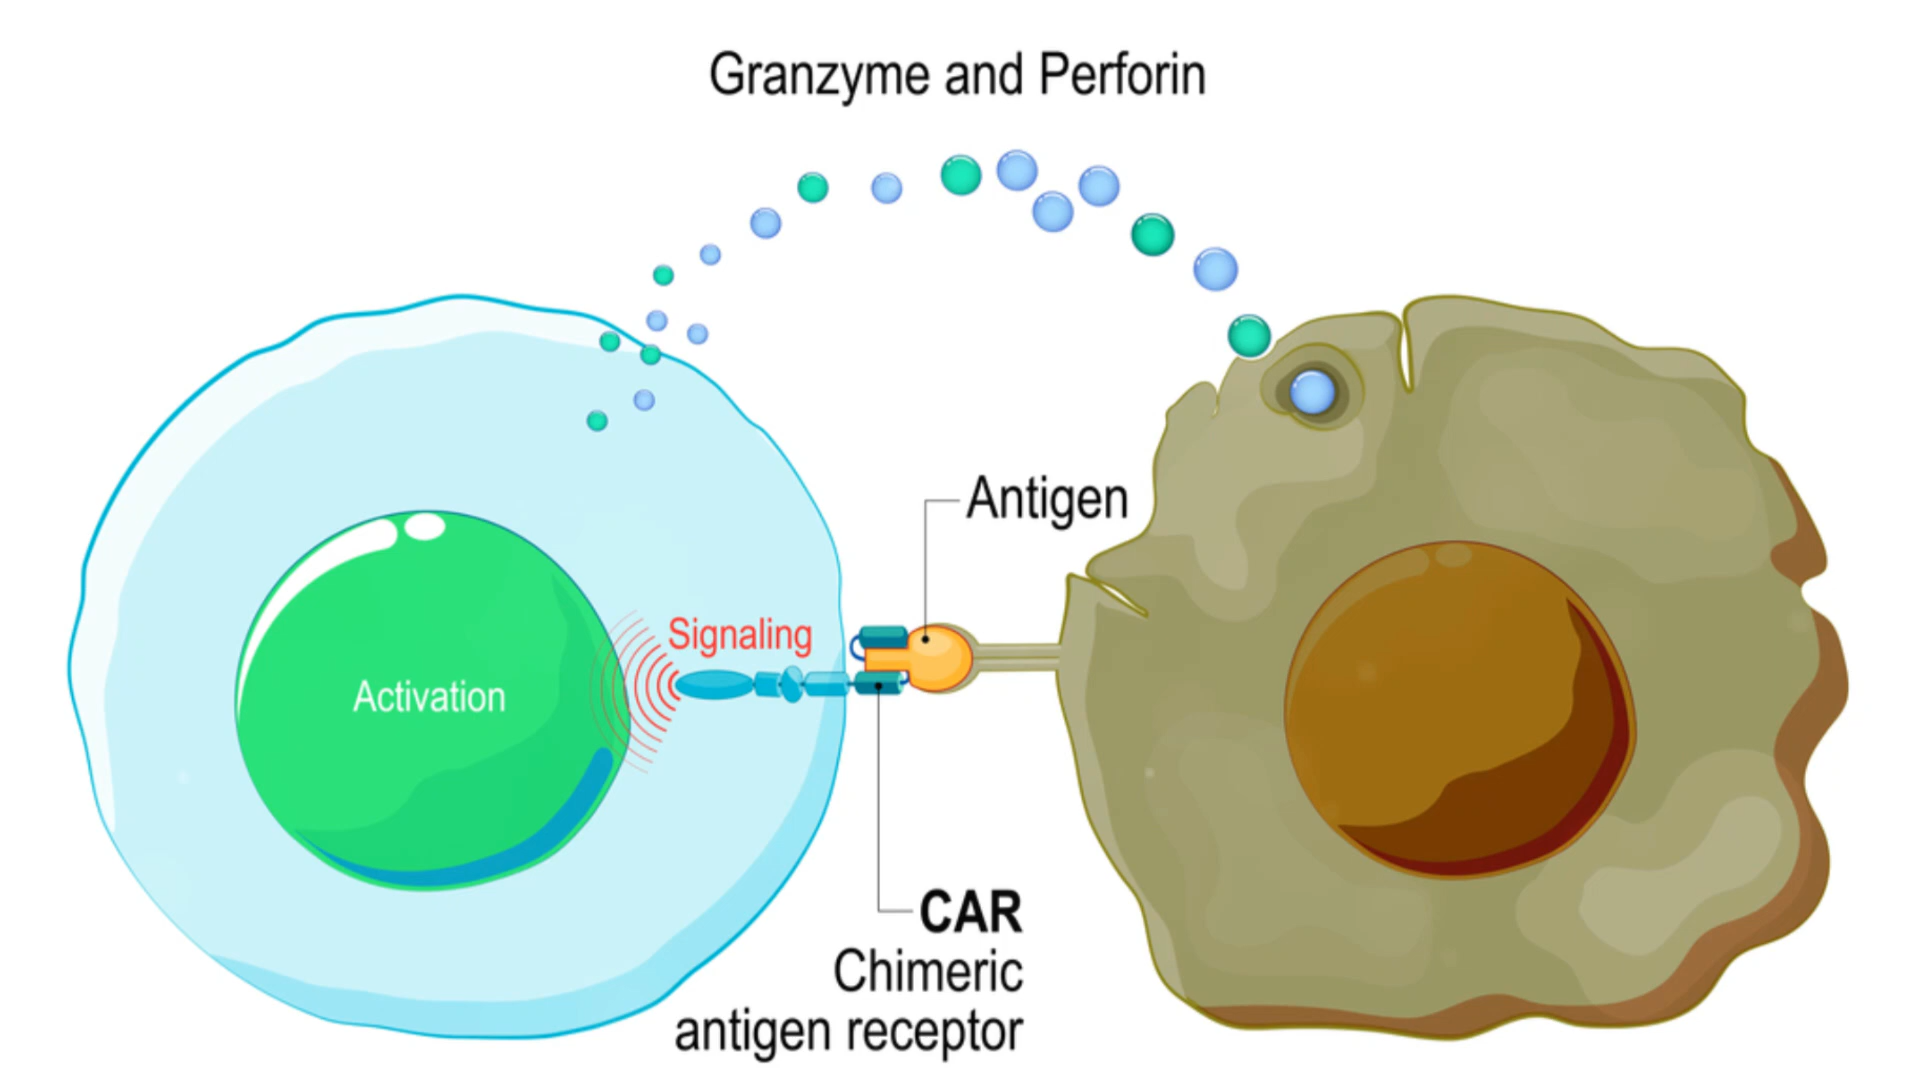 Granzyme and Perforin
Antigen
Signaling
Activation
CAR
Chimeric
antigen receptor